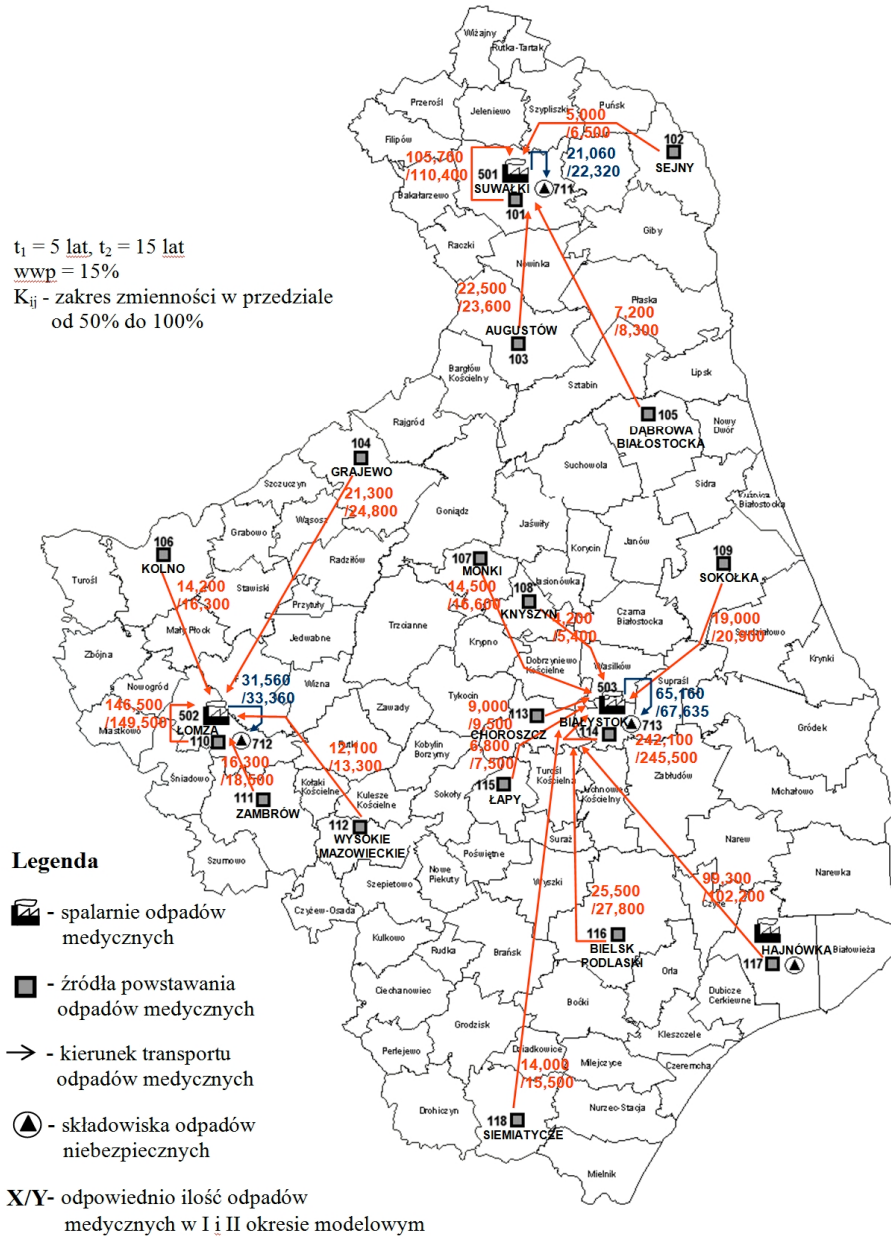 Wiżajny
Rutka-Tartak
Przerośl
Jeleniewo
Szypliszki
Puńsk
Filipów
5,000
/6,500
102
SEJNY
105,700
/110,400
501
SUWAŁKI
21,060
/22,320
711
Bakałarzewo
101
Raczki
Nowinka
Giby
t₁ = 5 lat, t₂ = 15 lat
wwp = 15%
Kᵢⱼ - zakres zmienności w przedziale
od 50% do 100%
22,500
/23,600
Płaska
7,200
/8,300
AUGUSTÓW
103
Bargłów
Kościelny
Sztabin
Lipsk
105
DĄBROWA
BIAŁOSTOCKA
Nowy
Dwór
Rajgród
104
GRAJEWO
Szczuczyn
21,300
/24,800
Suchowola
Sidra
Kuźnica
Białostocka
Goniądz
Grabowo
Wąsosz
Jaświły
106
KOLNO
Turośl
14,200
/16,300
Stawiski
Radziłów
107
MOŃKI
14,500
/16,600
Korycin
Janów
109
SOKÓŁKA
Jasionówka
108
KNYSZYN
4,200
/5,400
Przytuły
Mały Płock
Jedwabne
Trzcianne
Krypno
Czarna
Białostocka
19,000
/20,900
Szudziałowo
Krynki
Zbójna
Nowogród
Wizna
Dobrzyniewo
Kościelne
Wasilków
Supraśl
31,560
/33,360
146,500
/149,500
502
ŁOMŻA
110
712
Miastkowo
Tykocin
Zawady
9,000
/9,500
113
CHOROSZCZ
503
BIAŁYSTOK
114
713
65,160
/67,635
Gródek
16,300
/18,500
Rutki
12,100
/13,300
Kobylin
Borzymy
6,800
/7,500
242,100
/245,500
Śniadowo
Kołaki
Kościelne
Kulesze
Kościelne
Sokoły
115
ŁAPY
Turośl
Kościelna
Juchnowiec
Kościelny
Zabłudów
Michałowo
111
ZAMBRÓW
112
WYSOKIE
MAZOWIECKIE
Suraż
Poświętne
Narew
Legenda
Szumowo
Szepietowo
Nowe
Piekuty
Wyszki
Narewka
99,300
/102,200
Czyże
25,500
/27,800
- spalarnie odpadów
medycznych
Czyżew-Osada
Kulkowo
Rudka
Brańsk
116
BIELSK
PODLASKI
HAJNÓWKA
117
Białowieża
Orla
- źródła powstawania
odpadów medycznych
Ciechanowiec
Boćki
Dubicze
Cerkiewne
Grodzisk
Kleszczele
- kierunek transportu
odpadów medycznych
Perlejewo
Dziadkowice
Milejczyce
Czeremcha
14,000
/15,500
- składowiska odpadów
niebezpiecznych
Drohiczyn
118
SIEMIATYCZE
Nurzec-Stacja
Mielnik
X/Y- odpowiednio ilość odpadów
medycznych w I i II okresie modelowym